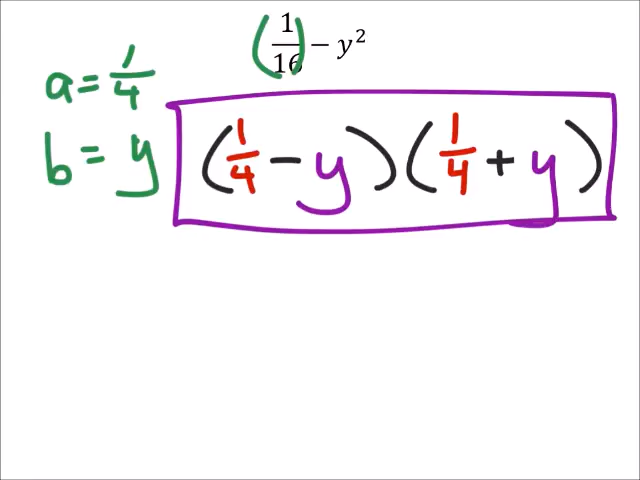 (1/16) − y²
a = 1/4
b = y
(1/4 − y)(1/4 + y)